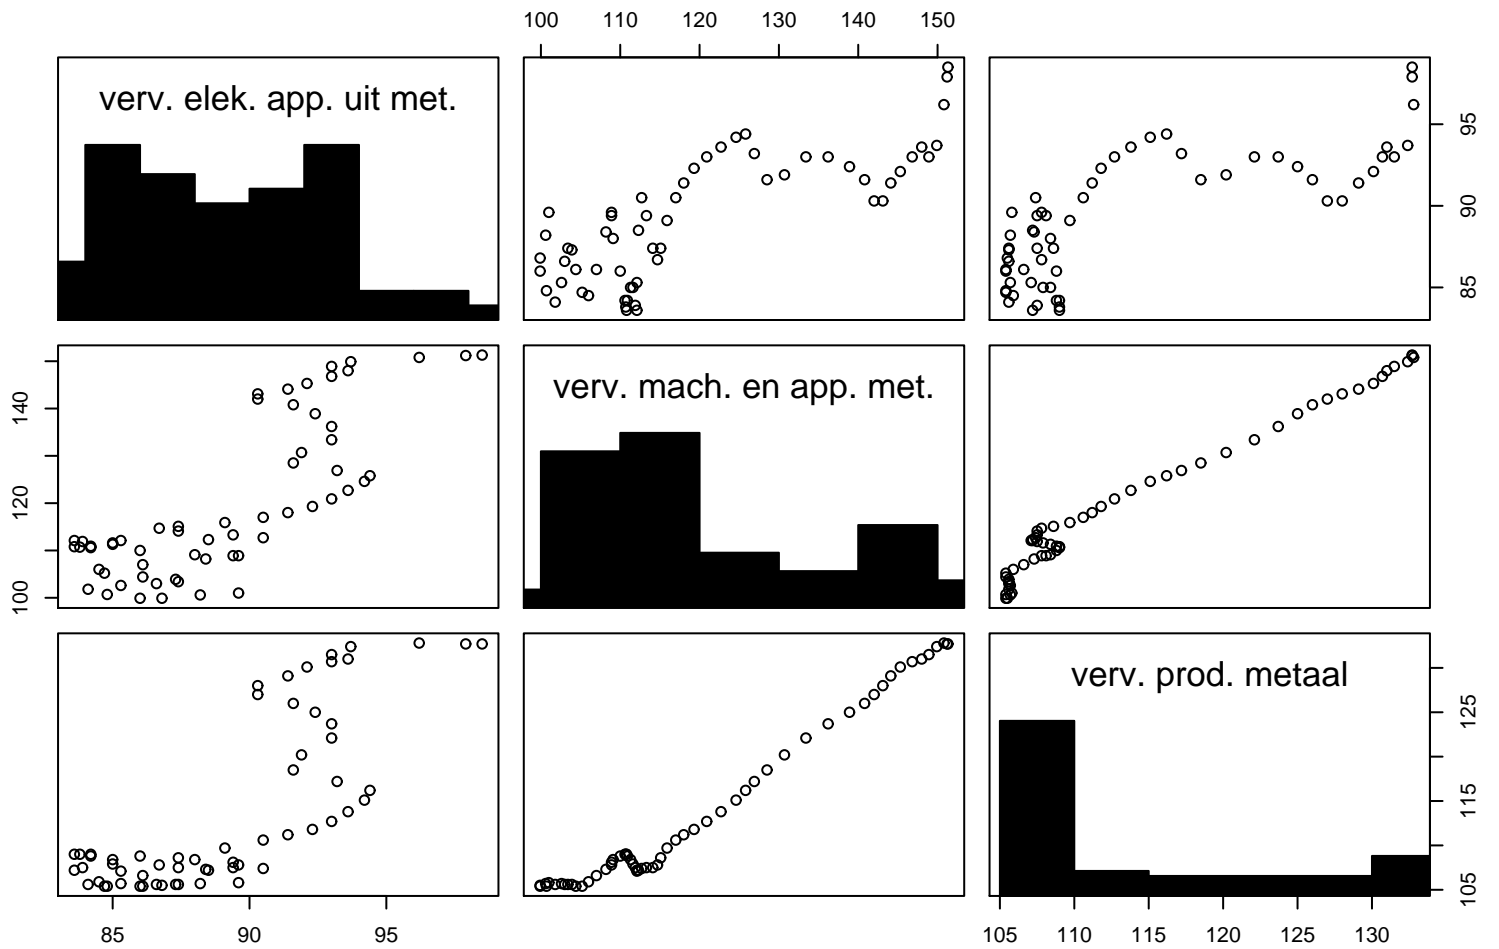 100 110 120 130 140 150
verv. elek. app. uit met.
85 90 95
100 120 140
verv. mach. en app. met.
verv. prod. metaal
105 115 125
85 90 95
105 110 115 120 125 130